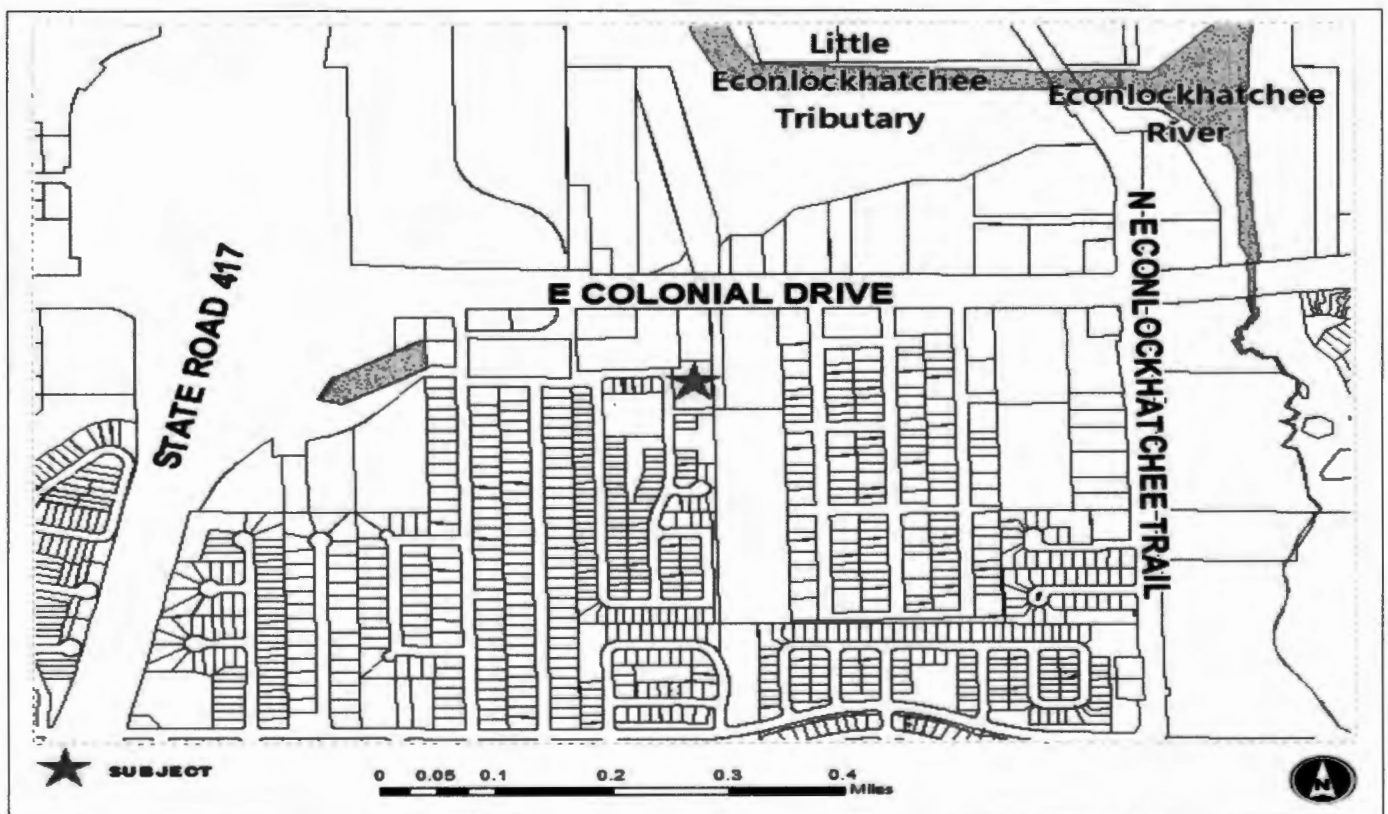 Little
Econlockhatchee
Tributary
Econlockhatchee
River
STATE ROAD 417
E COLONIAL DRIVE
N ECONLOCKHATCHEE TRAIL
SUBJECT
0 0.05 0.1 0.2 0.3 0.4
Miles
N